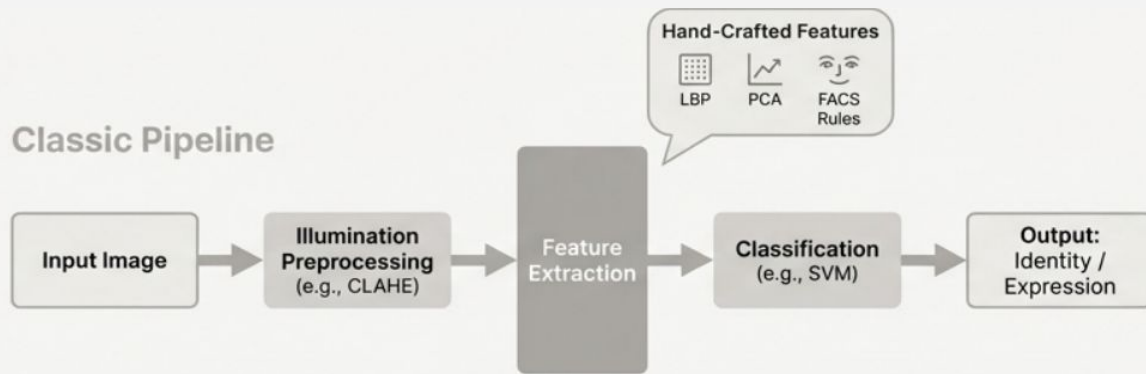 Hand-Crafted Features
LBP
PCA
FACS
Rules
Classic Pipeline
Input Image
Illumination
Preprocessing
(e.g., CLAHE)
Feature
Extraction
Classification
(e.g., SVM)
Output:
Identity /
Expression